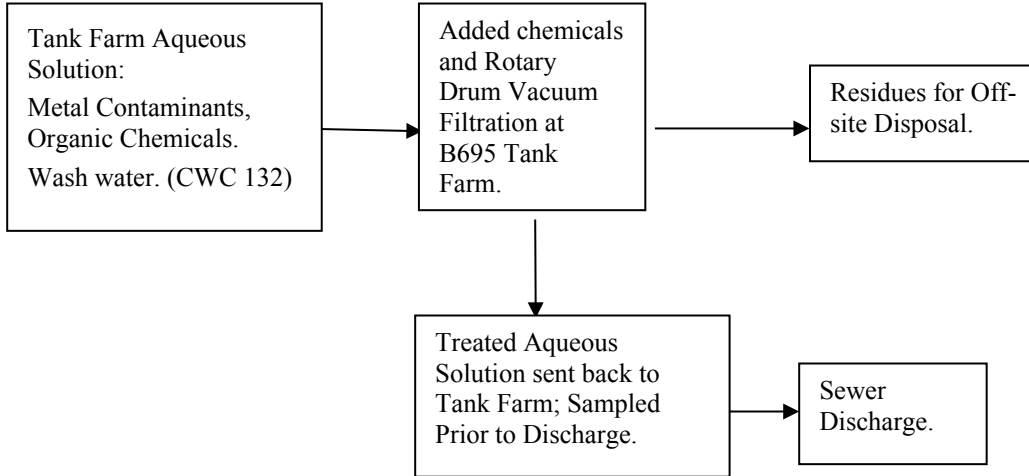 Tank Farm Aqueous
Solution:
Metal Contaminants,
Organic Chemicals.
Wash water. (CWC 132)
Added chemicals
and Rotary
Drum Vacuum
Filtration at
B695 Tank
Farm.
Residues for Off-
site Disposal.
Treated Aqueous
Solution sent back to
Tank Farm; Sampled
Prior to Discharge.
Sewer
Discharge.